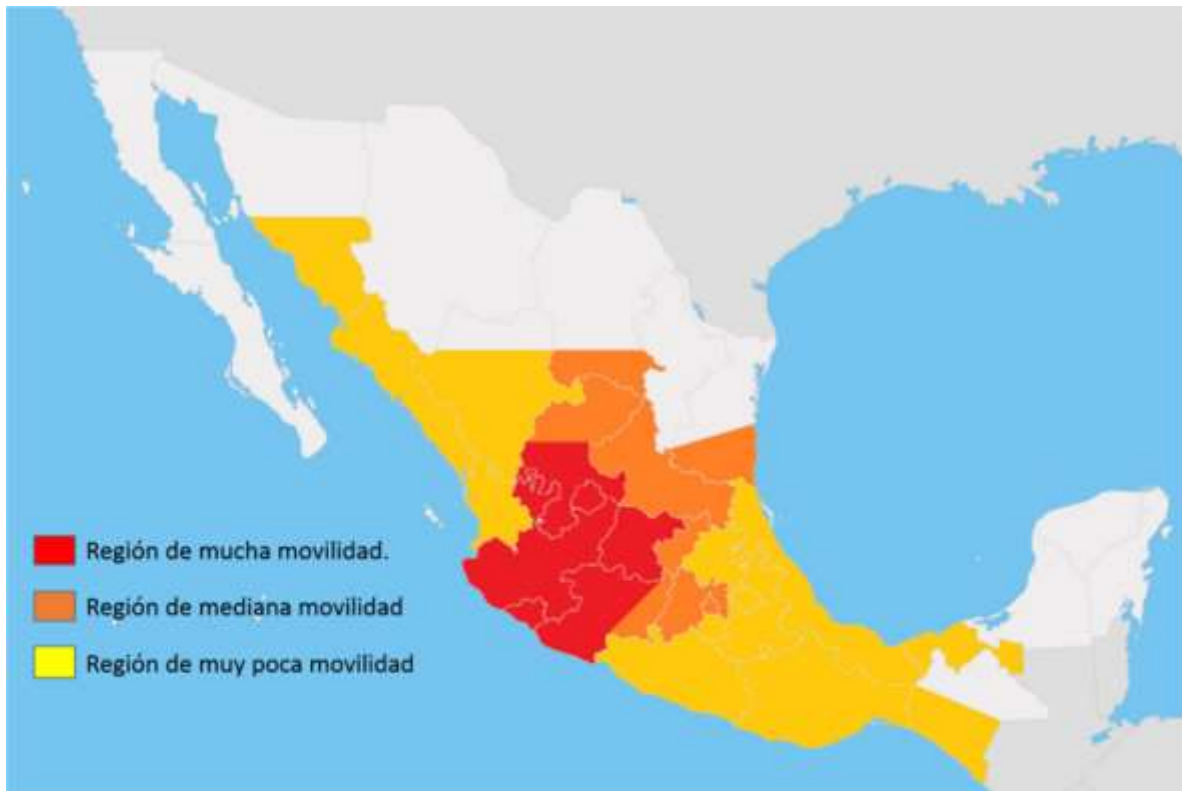 Región de mucha movilidad.
Región de mediana movilidad
Región de muy poca movilidad